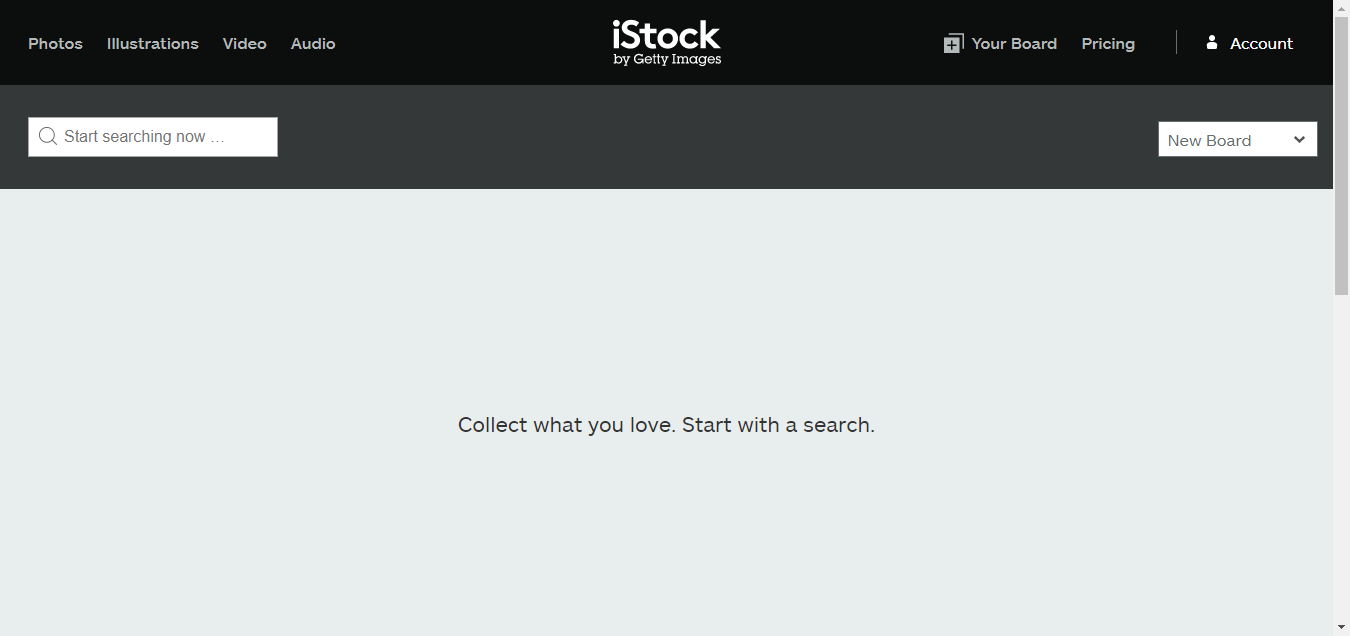 Photos Illustrations Video Audio
iStock
by Getty Images
Your Board Pricing Account
Start searching now …
New Board
Collect what you love. Start with a search.